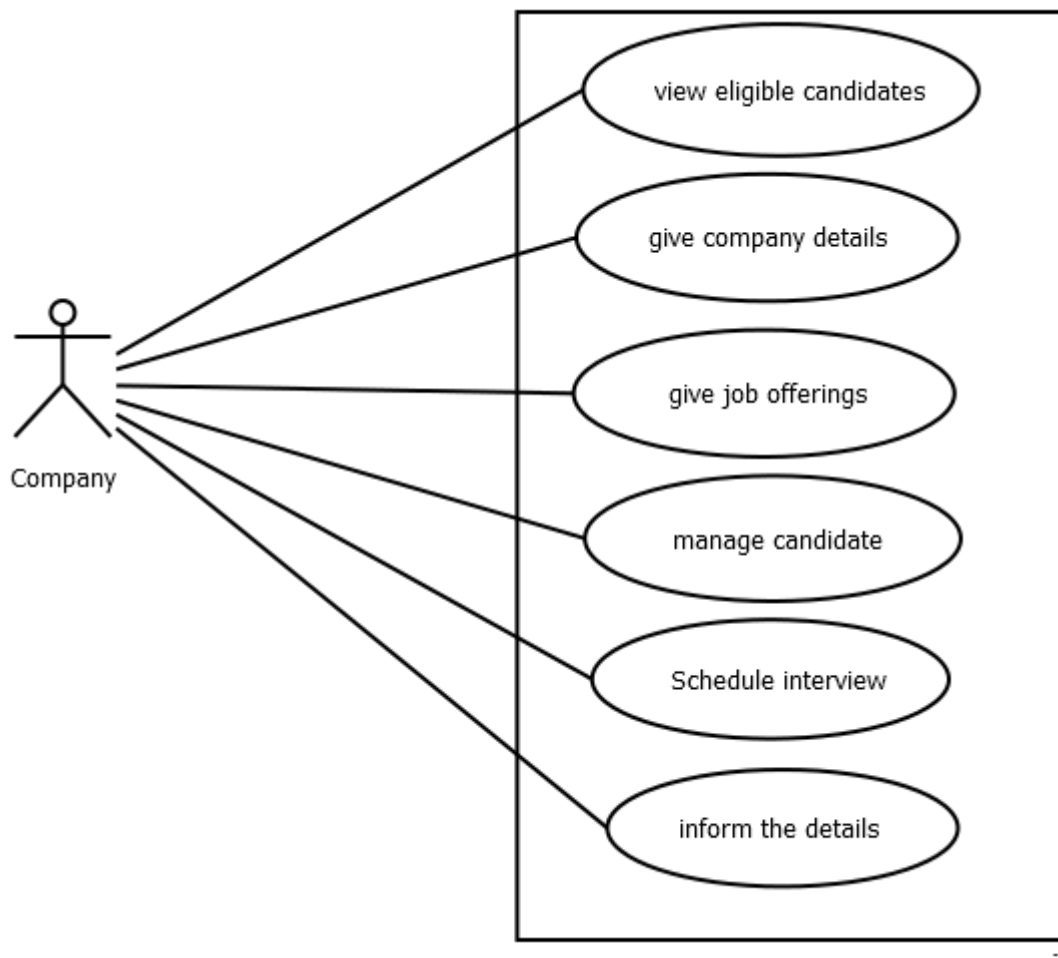 view eligible candidates
give company details
give job offerings
Company
manage candidate
Schedule interview
inform the details